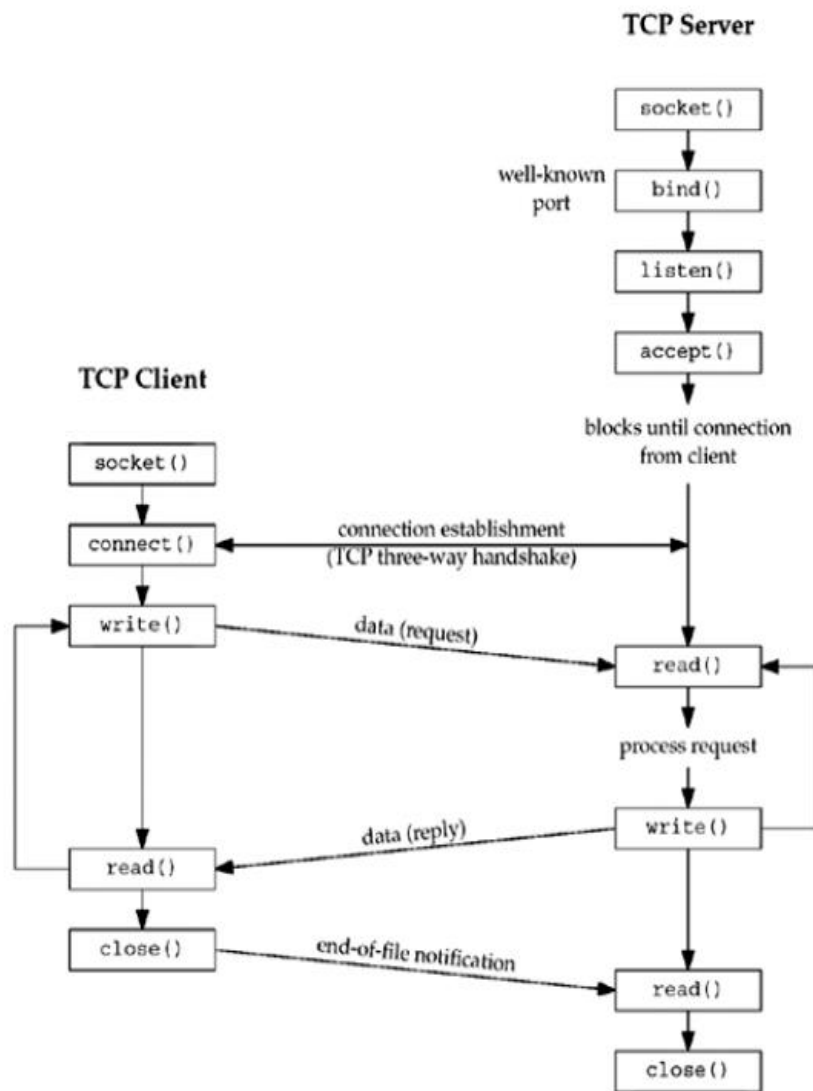 TCP Server
socket()
well-known
port
bind()
listen()
accept()
TCP Client
blocks until connection
from client
socket()
connection establishment
(TCP three-way handshake)
connect()
write()
data (request)
read()
process request
data (reply)
write()
read()
close()
end-of-file notification
read()
close()